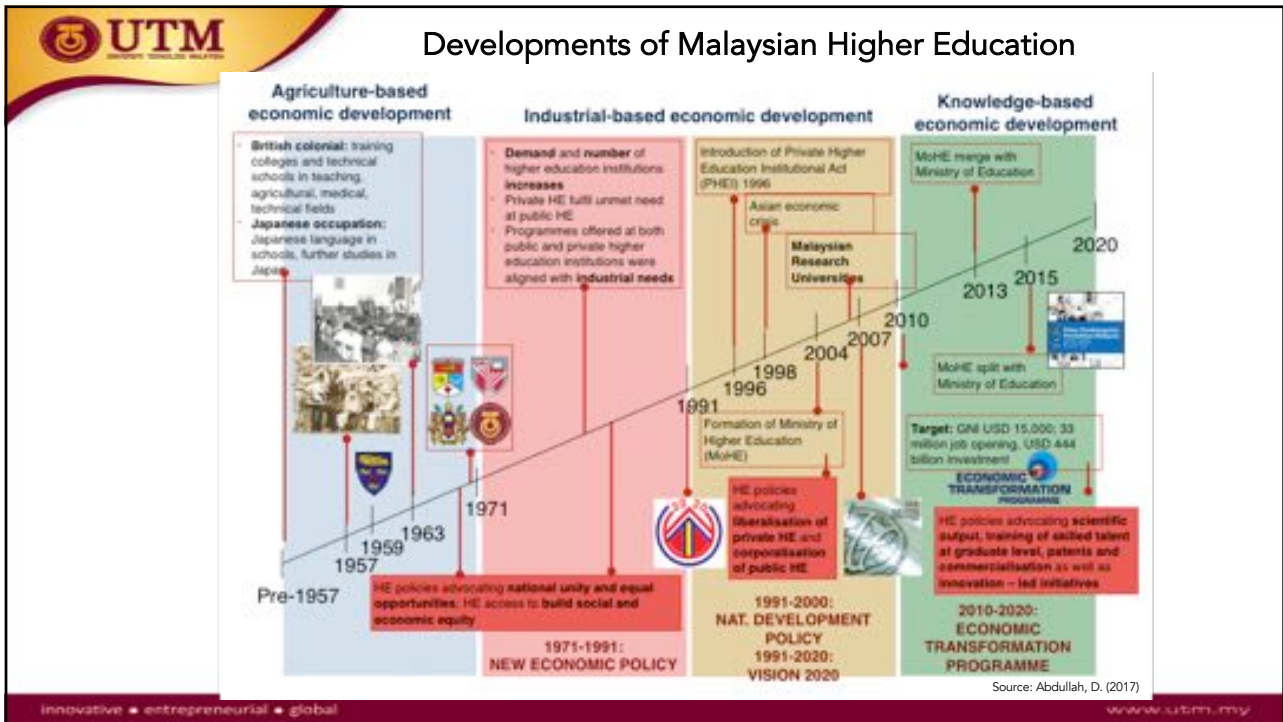 UTM
UNIVERSITI TEKNOLOGI MALAYSIA
Developments of Malaysian Higher Education
Agriculture-based
economic development
Industrial-based economic development
Knowledge-based
economic development
British colonial: training
colleges and technical
schools in teaching,
agricultural, medical,
technical fields
Japanese occupation:
Japanese language in
schools, further studies in
Japan
Demand and number of
higher education institutions
increases
Private HE fulfil unmet need
at public HE
Programmes offered at both
public and private higher
education institutions were
aligned with industrial needs
Introduction of Private Higher
Education Institutional Act
(PHEI) 1996
Asian economic
crisis
Malaysian
Research
Universities
MoHE merge with
Ministry of Education
2020
2015
2013
2010
2007
2004
1998
1996
1991
1971
1963
1959
1957
Pre-1957
MoHE split with
Ministry of Education
Formation of Ministry of
Higher Education
(MoHE)
Target: GNI USD 15,000; 33
million job opening, USD 444
billion investment
ECONOMIC
TRANSFORMATION
PROGRAMME
HE policies
advocating
liberalisation of
private HE and
corporalisation
of public HE
HE policies advocating scientific
output, training of skilled talent
at graduate level, patents and
commercialisation as well as
innovation – led initiatives
HE policies advocating national unity and equal
opportunities; HE access to build social and
economic equity
1971-1991:
NEW ECONOMIC POLICY
1991-2000:
NAT. DEVELOPMENT
POLICY
1991-2020:
VISION 2020
2010-2020:
ECONOMIC
TRANSFORMATION
PROGRAMME
Source: Abdullah, D. (2017)
innovative ● entrepreneurial ● global
www.utm.my